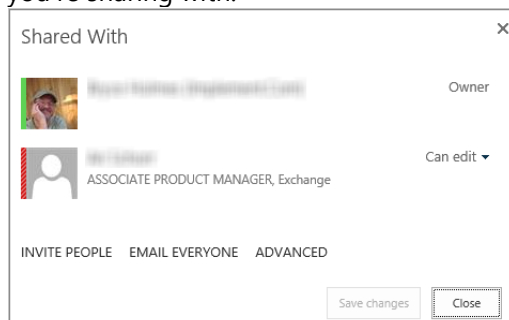 you're sharing with.
Shared With
Owner
Can edit
ASSOCIATE PRODUCT MANAGER, Exchange
INVITE PEOPLE EMAIL EVERYONE ADVANCED
Save changes Close